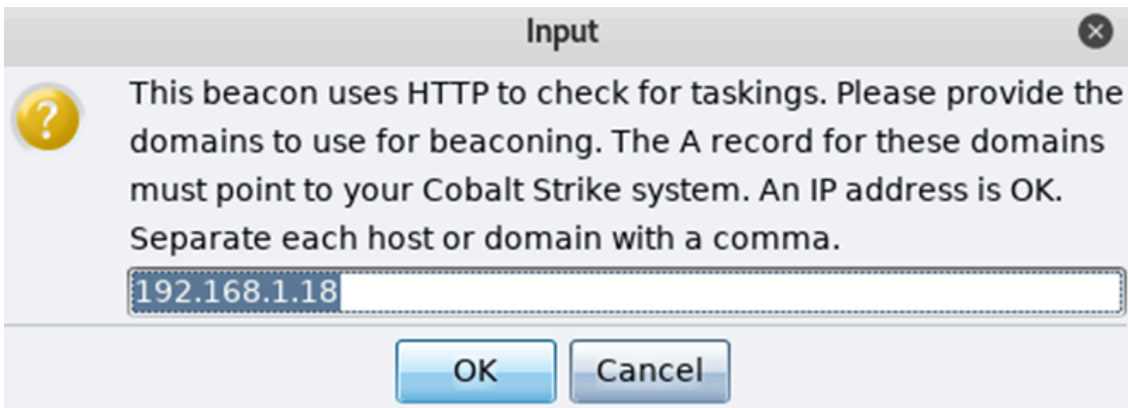 Input
This beacon uses HTTP to check for taskings. Please provide the
domains to use for beaconing. The A record for these domains
must point to your Cobalt Strike system. An IP address is OK.
Separate each host or domain with a comma.
192.168.1.18
OK Cancel